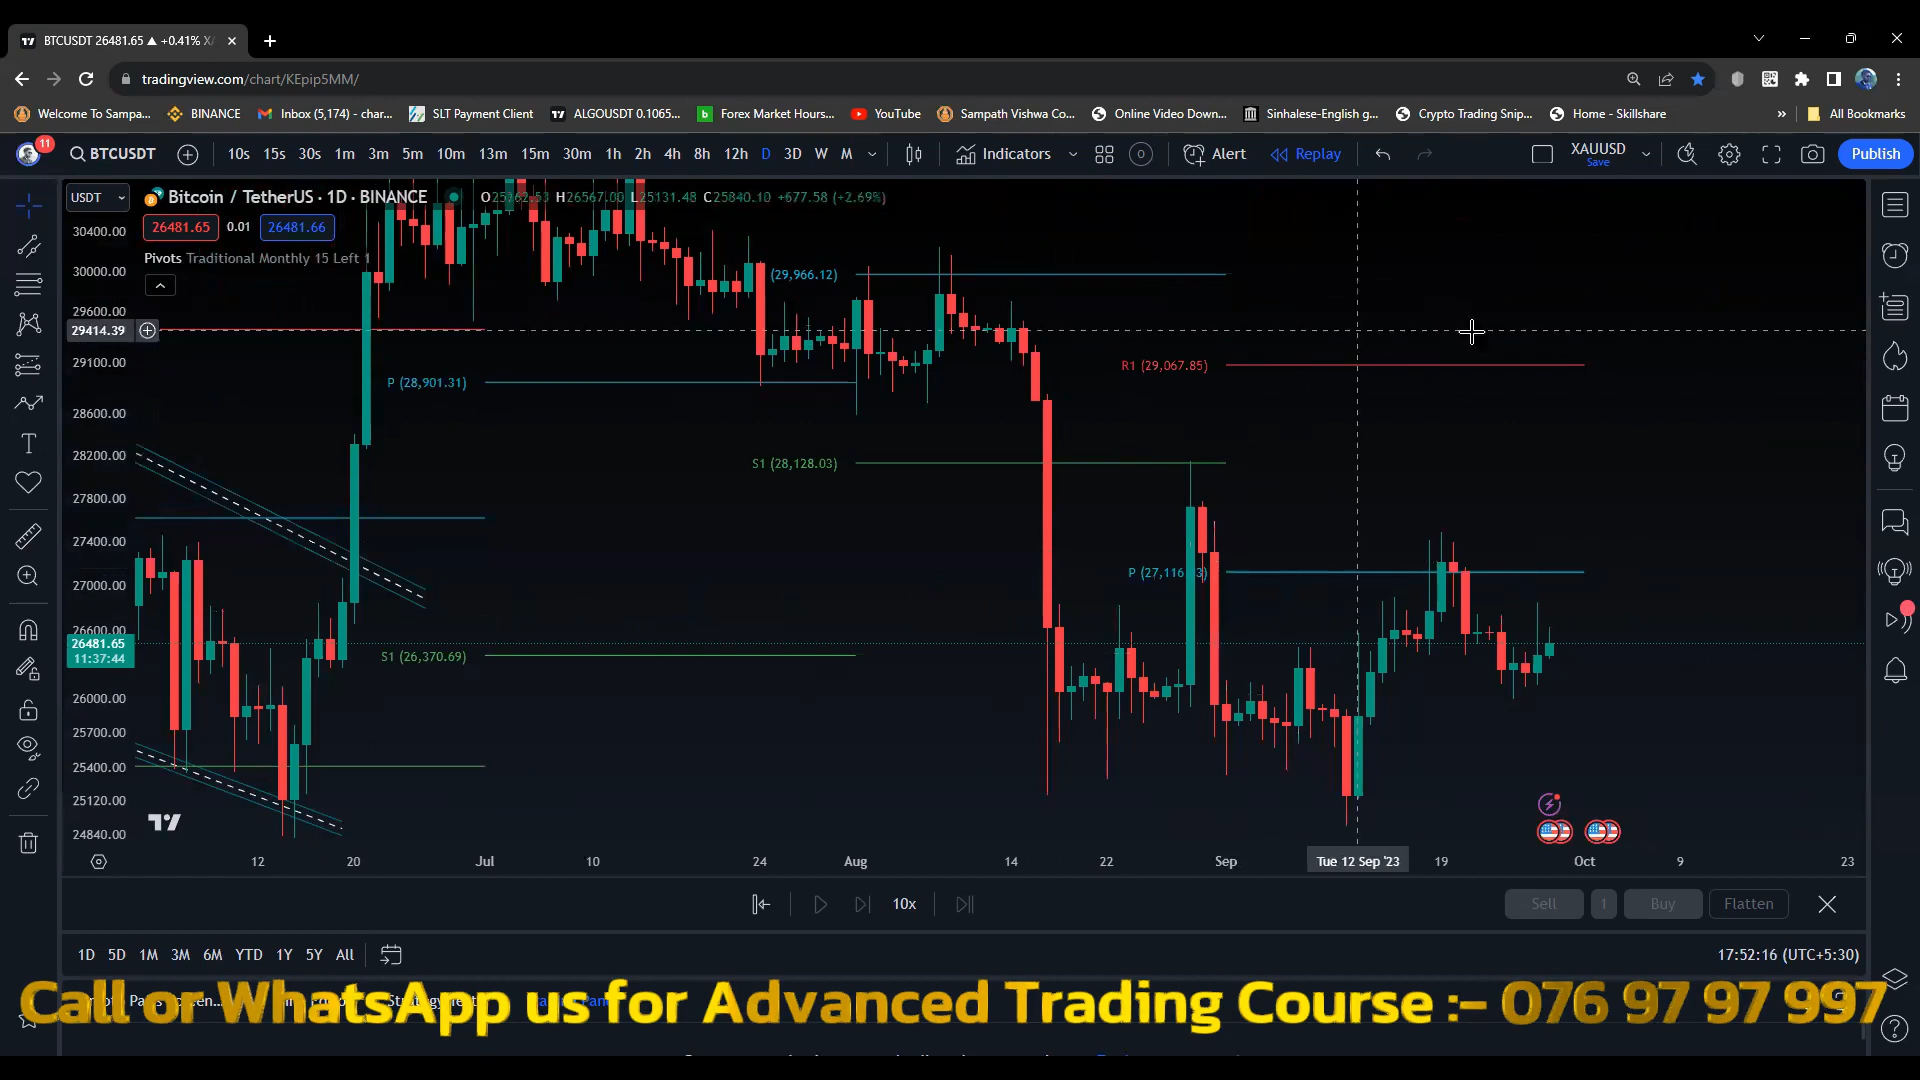 BTCUSDT 26481.65 ▲ +0.41% XA
tradingview.com/chart/KEpip5MM/
Welcome To Sampa... BINANCE Inbox (5,174) - char... SLT Payment Client ALGOUSDT 0.1065... Forex Market Hours... YouTube Sampath Vishwa Co... Online Video Down... Sinhalese-English g... Crypto Trading Snip... Home - Skillshare » All Bookmarks
11 BTCUSDT 10s 15s 30s 1m 3m 5m 10m 13m 15m 30m 1h 2h 4h 8h 12h D 3D W M Indicators Alert Replay XAUUSD Save Publish
USDT Bitcoin / TetherUS · 1D · BINANCE O25162.53 H26567.00 L25131.48 C25840.10 +677.58 (+2.69%)
26481.65 0.01 26481.66
Pivots Traditional Monthly 15 Left 1
30400.00
30000.00
29600.00
29414.39
29100.00
28600.00
28200.00
27800.00
27400.00
27000.00
26600.00
26481.65
11:37:44
26000.00
25700.00
25400.00
25120.00
24840.00
(29,966.12)
R1 (29,067.85)
P (28,901.31)
S1 (28,128.03)
S1 (26,370.69)
12 20 Jul 10 24 Aug 14 22 Sep Tue 12 Sep '23 19 Oct 9 23
10x Sell 1 Buy Flatten
1D 5D 1M 3M 6M YTD 1Y 5Y All 17:52:16 (UTC+5:30)
Call or WhatsApp us for Advanced Trading Course :– 076 97 97 997